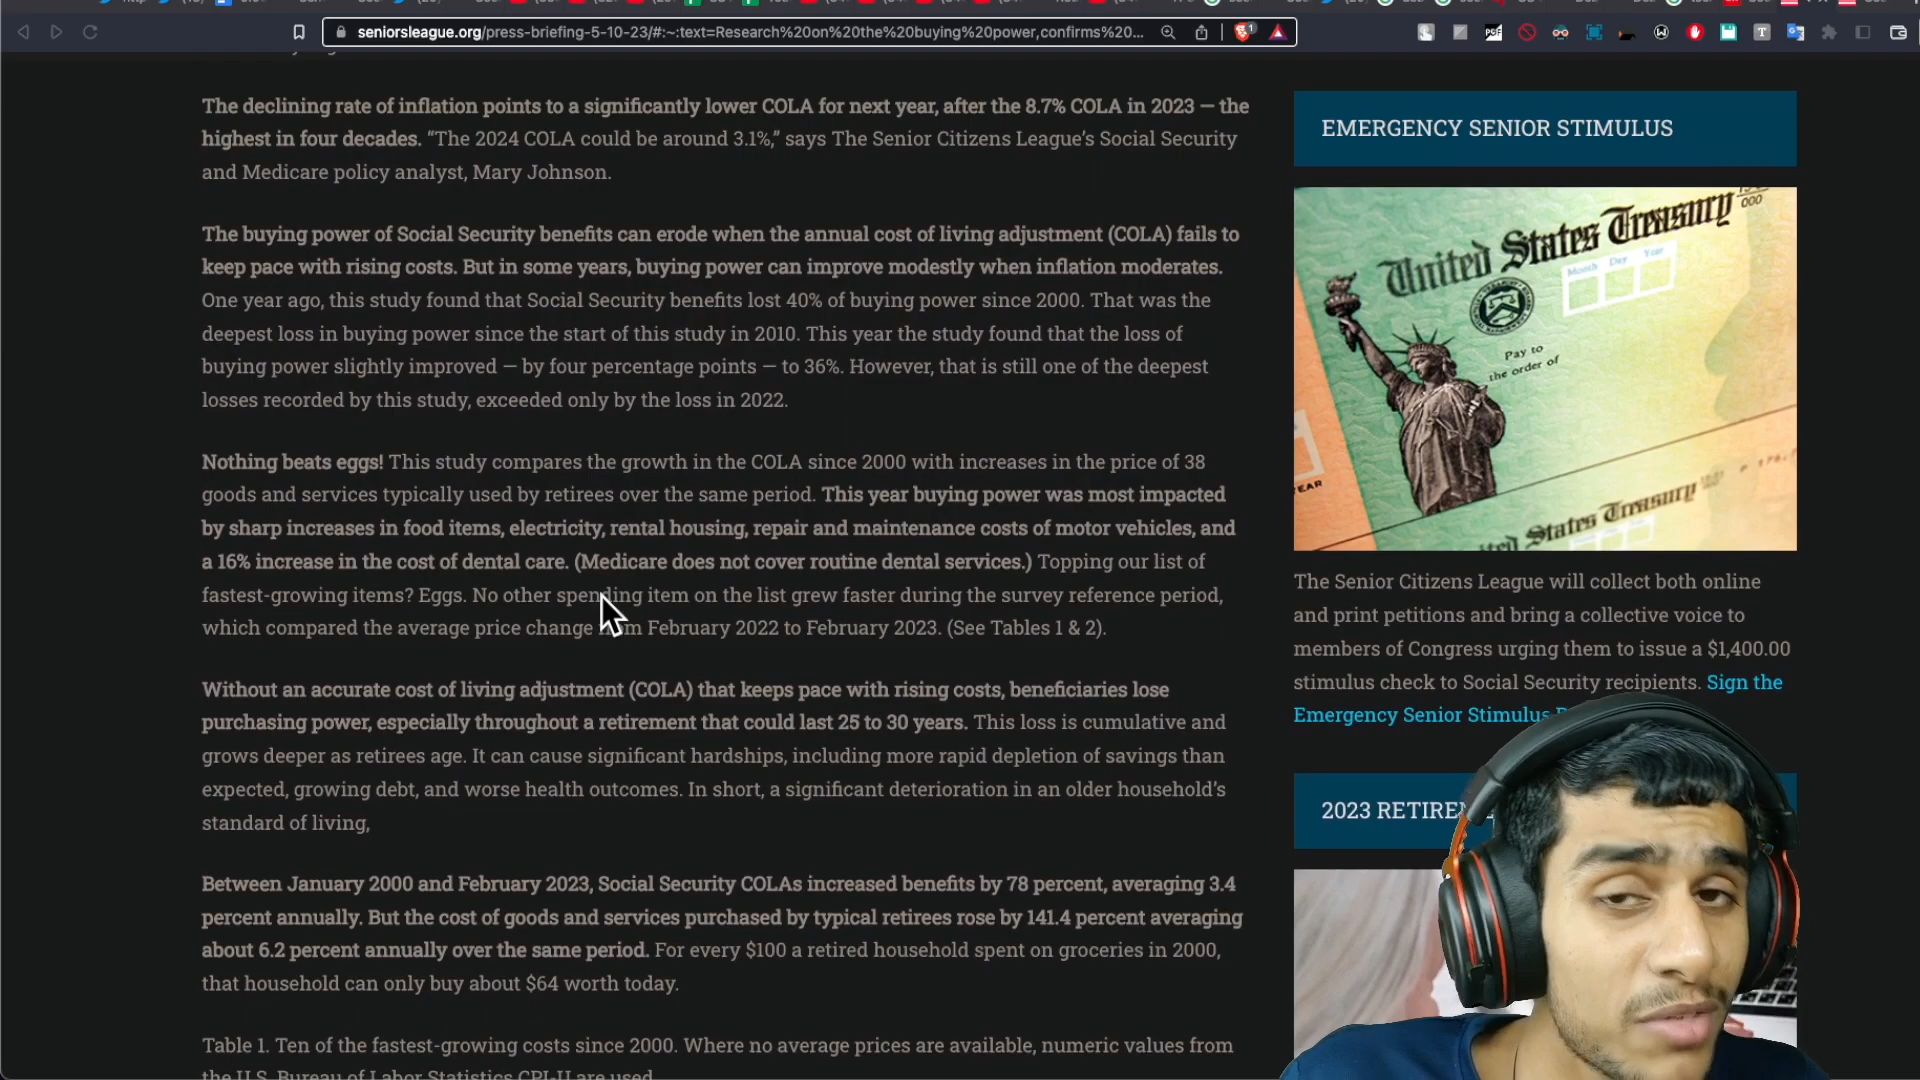 seniorsleague.org/press-briefing-5-10-23/#:~:text=Research%20on%20the%20buying%20power,confirms%20...
The declining rate of inflation points to a significantly lower COLA for next year, after the 8.7% COLA in 2023 — the
highest in four decades. “The 2024 COLA could be around 3.1%,” says The Senior Citizens League’s Social Security
and Medicare policy analyst, Mary Johnson.
The buying power of Social Security benefits can erode when the annual cost of living adjustment (COLA) fails to
keep pace with rising costs. But in some years, buying power can improve modestly when inflation moderates.
One year ago, this study found that Social Security benefits lost 40% of buying power since 2000. That was the
deepest loss in buying power since the start of this study in 2010. This year the study found that the loss of
buying power slightly improved — by four percentage points — to 36%. However, that is still one of the deepest
losses recorded by this study, exceeded only by the loss in 2022.
Nothing beats eggs! This study compares the growth in the COLA since 2000 with increases in the price of 38
goods and services typically used by retirees over the same period. This year buying power was most impacted
by sharp increases in food items, electricity, rental housing, repair and maintenance costs of motor vehicles, and
a 16% increase in the cost of dental care. (Medicare does not cover routine dental services.) Topping our list of
fastest-growing items? Eggs. No other spending item on the list grew faster during the survey reference period,
which compared the average price change from February 2022 to February 2023. (See Tables 1 & 2).
Without an accurate cost of living adjustment (COLA) that keeps pace with rising costs, beneficiaries lose
purchasing power, especially throughout a retirement that could last 25 to 30 years. This loss is cumulative and
grows deeper as retirees age. It can cause significant hardships, including more rapid depletion of savings than
expected, growing debt, and worse health outcomes. In short, a significant deterioration in an older household’s
standard of living,
Between January 2000 and February 2023, Social Security COLAs increased benefits by 78 percent, averaging 3.4
percent annually. But the cost of goods and services purchased by typical retirees rose by 141.4 percent averaging
about 6.2 percent annually over the same period. For every $100 a retired household spent on groceries in 2000,
that household can only buy about $64 worth today.
Table 1. Ten of the fastest-growing costs since 2000. Where no average prices are available, numeric values from
the U.S. Bureau of Labor Statistics CPI-U are used
EMERGENCY SENIOR STIMULUS
United States Treasury
000
Month Day Year
Pay to
the order of
YEAR
States Treasury
The Senior Citizens League will collect both online
and print petitions and bring a collective voice to
members of Congress urging them to issue a $1,400.00
stimulus check to Social Security recipients. Sign the
Emergency Senior Stimulus
2023